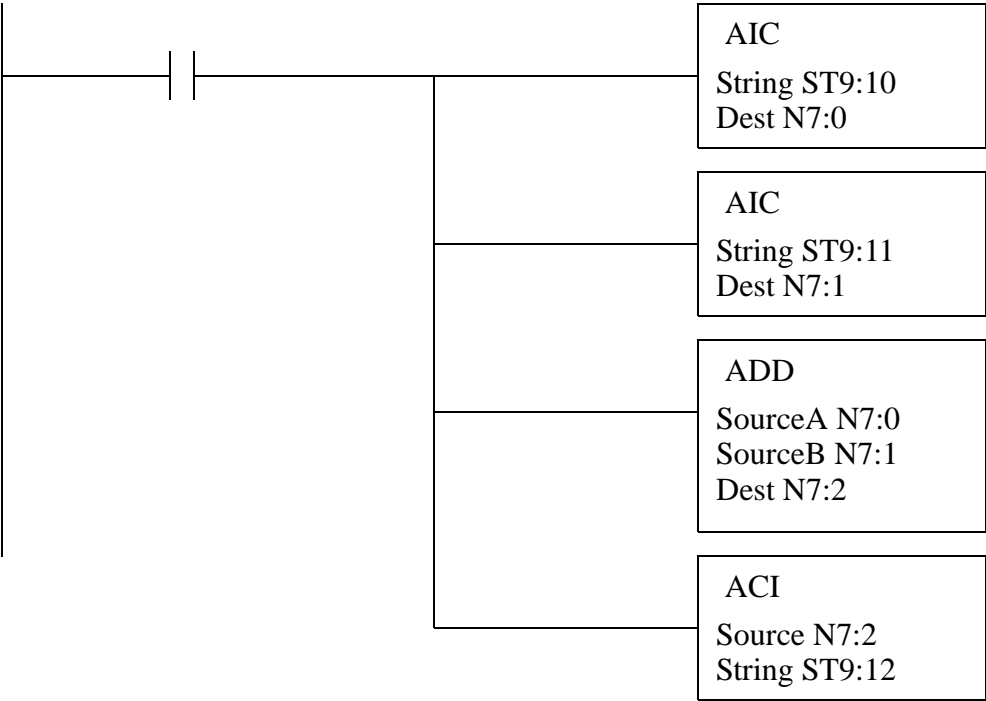 AIC
String ST9:10
Dest N7:0
AIC
String ST9:11
Dest N7:1
ADD
SourceA N7:0
SourceB N7:1
Dest N7:2
ACI
Source N7:2
String ST9:12